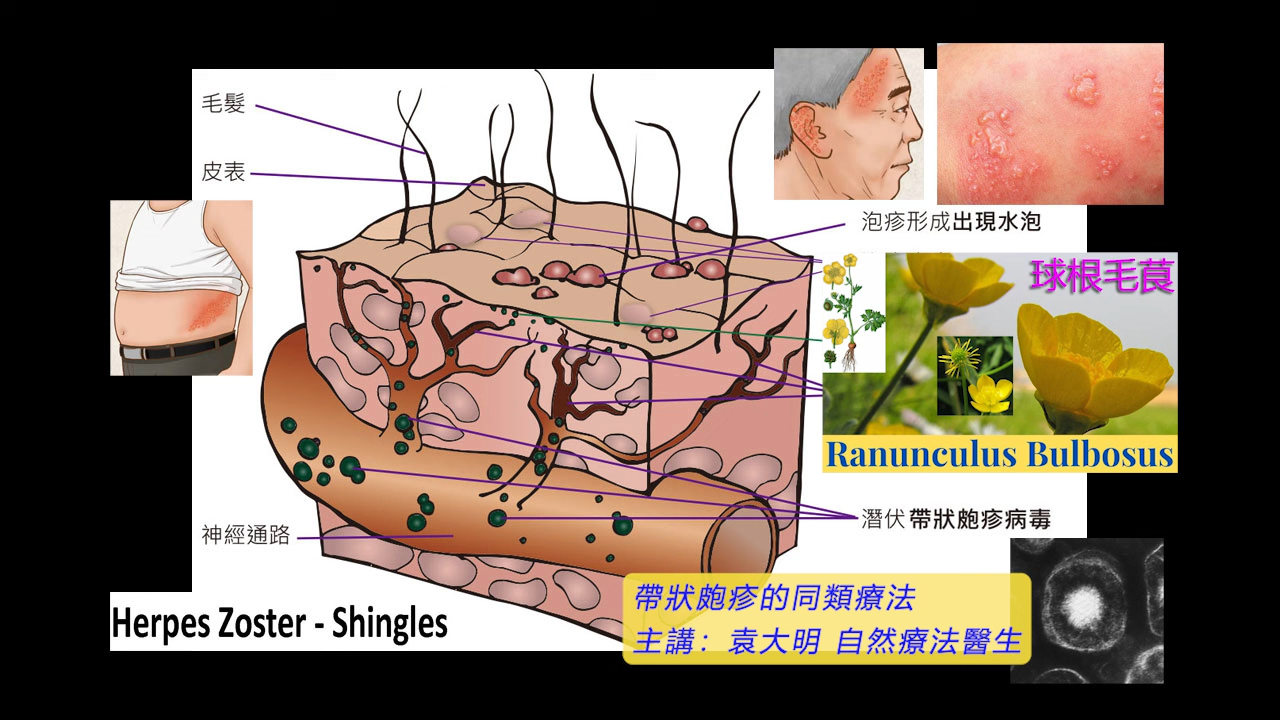 毛髮
皮表
泡疹形成出現水泡
球根毛莨
Ranunculus Bulbosus
潛伏帶狀皰疹病毒
神經通路
Herpes Zoster - Shingles
帶狀皰疹的同類療法
主講： 袁大明 自然療法醫生